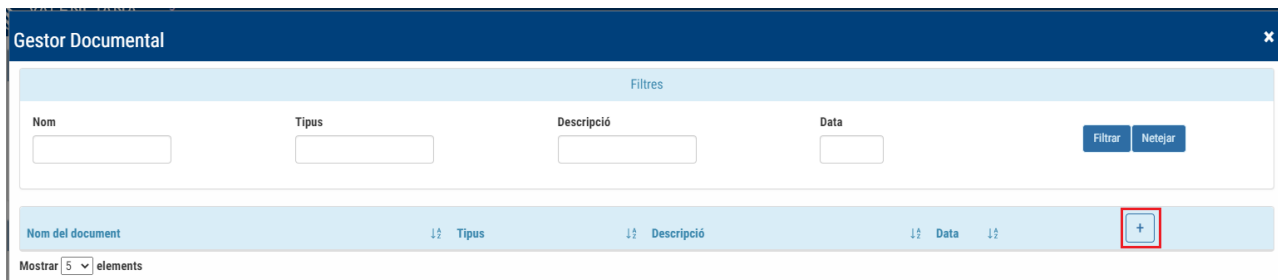 Gestor Documental
Filtres
Nom Tipus Descripció Data
Filtrar Netejar
Nom del document Tipus Descripció Data +
Mostrar 5 elements